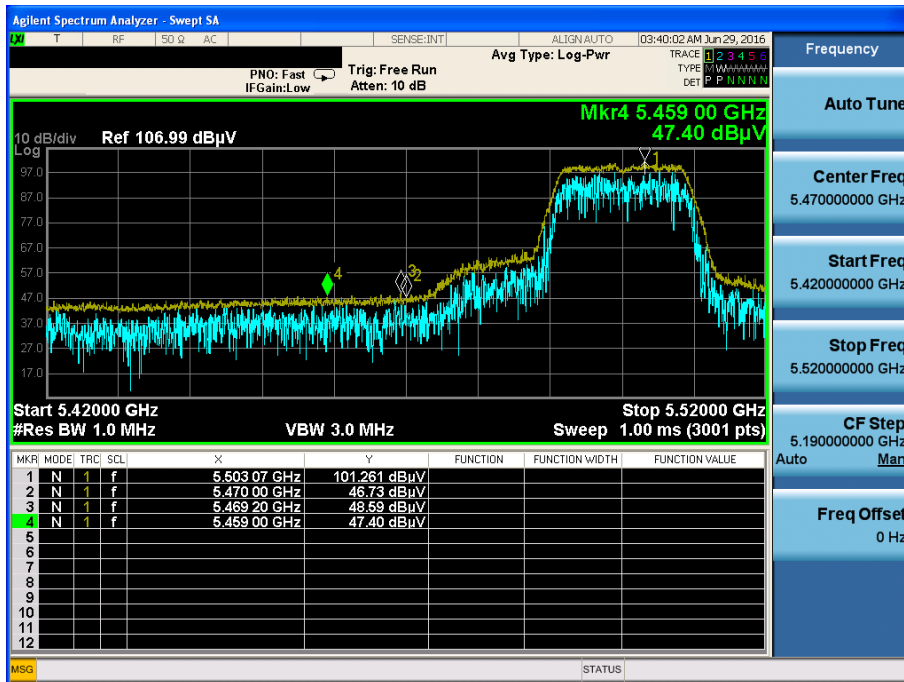 Agilent Spectrum Analyzer - Swept SA
LXI T RF 50 Ω AC SENSE:INT ALIGN AUTO 03:40:02 AM Jun 29, 2016
Frequency
Avg Type: Log-Pwr
TRACE 1 2 3 4 5 6
PNO: Fast Trig: Free Run
TYPE M W W W W W
IFGain:Low Atten: 10 dB
DET P P N N N N
Auto Tune
Mkr4 5.459 00 GHz
10 dB/div Ref 106.99 dBµV 47.40 dBµV
Log
97.0
87.0
77.0
67.0
57.0
47.0
37.0
27.0
17.0
1
4
3
2
Center Freq
5.470000000 GHz
Start Freq
5.420000000 GHz
Stop Freq
5.520000000 GHz
Start 5.42000 GHz Stop 5.52000 GHz
#Res BW 1.0 MHz VBW 3.0 MHz Sweep 1.00 ms (3001 pts)
CF Step
5.190000000 GHz
Auto Man
MKR MODE TRC SCL X Y FUNCTION FUNCTION WIDTH FUNCTION VALUE
1 N 1 f 5.503 07 GHz 101.261 dBµV
2 N 1 f 5.470 00 GHz 46.73 dBµV
3 N 1 f 5.469 20 GHz 48.59 dBµV
4 N 1 f 5.459 00 GHz 47.40 dBµV
5
6
7
8
9
10
11
12
Freq Offset
0 Hz
MSG STATUS